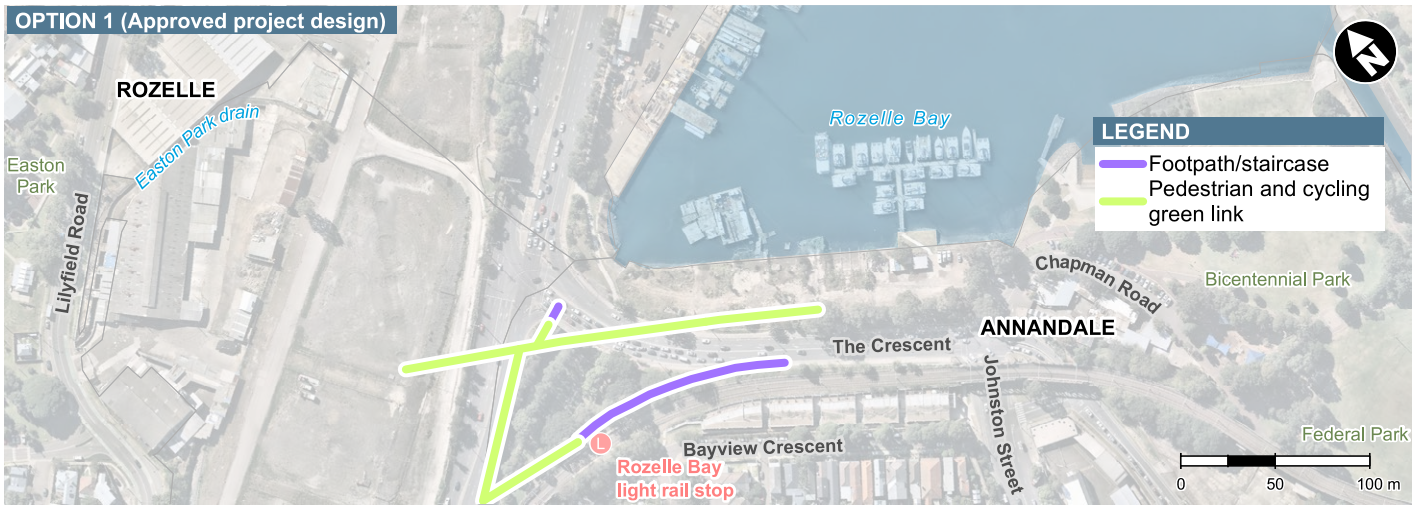 OPTION 1 (Approved project design)
N
ROZELLE
Easton Park drain
Easton
Park
Lilyfield Road
Rozelle Bay
LEGEND
Footpath/staircase
Pedestrian and cycling
green link
Chapman Road
Bicentennial Park
ANNANDALE
The Crescent
Johnston Street
Bayview Crescent
L
Rozelle Bay
light rail stop
Federal Park
0 50 100 m